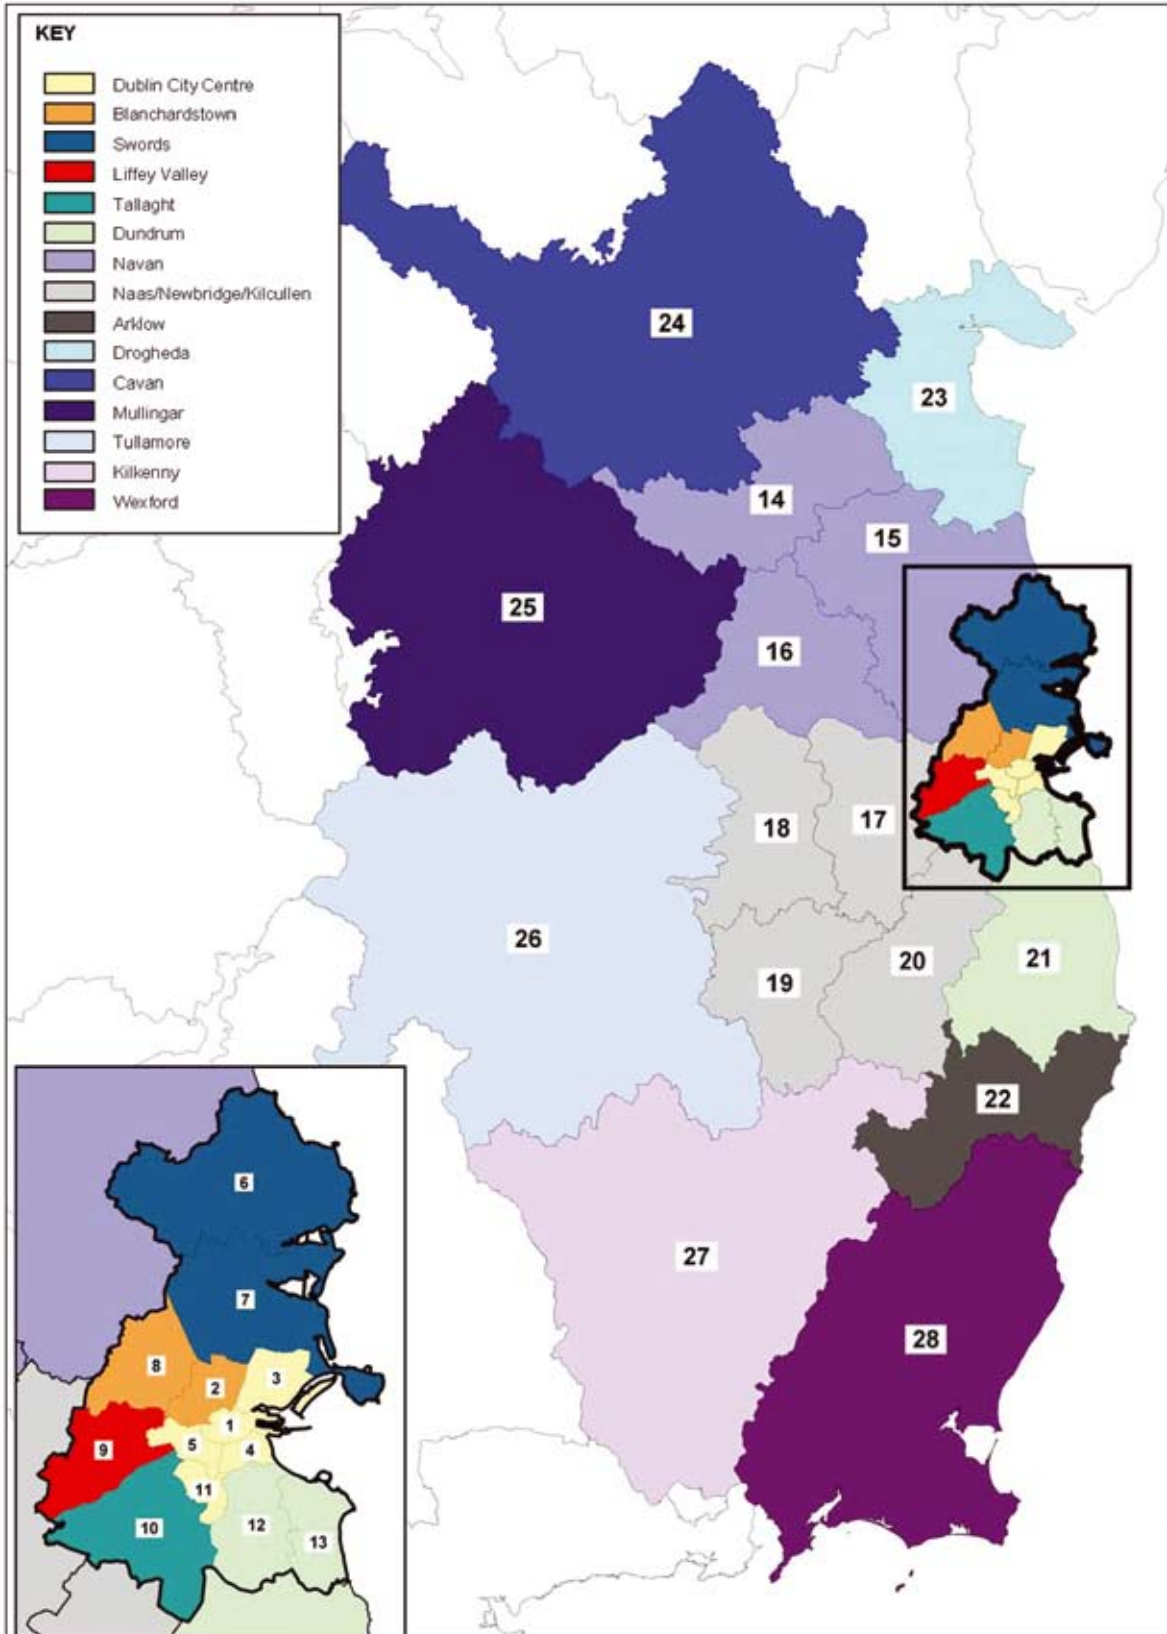 KEY
Dublin City Centre
Blanchardstown
Swords
Liffey Valley
Tallaght
Dundrum
Navan
Naas/Newbridge/Kilcullen
Arklow
Drogheda
Cavan
Mullingar
Tullamore
Kilkenny
Wexford
24
23
14
15
25
16
18
17
26
20
21
19
22
27
28
6
7
8
2
3
1
5
4
9
11
10
12
13